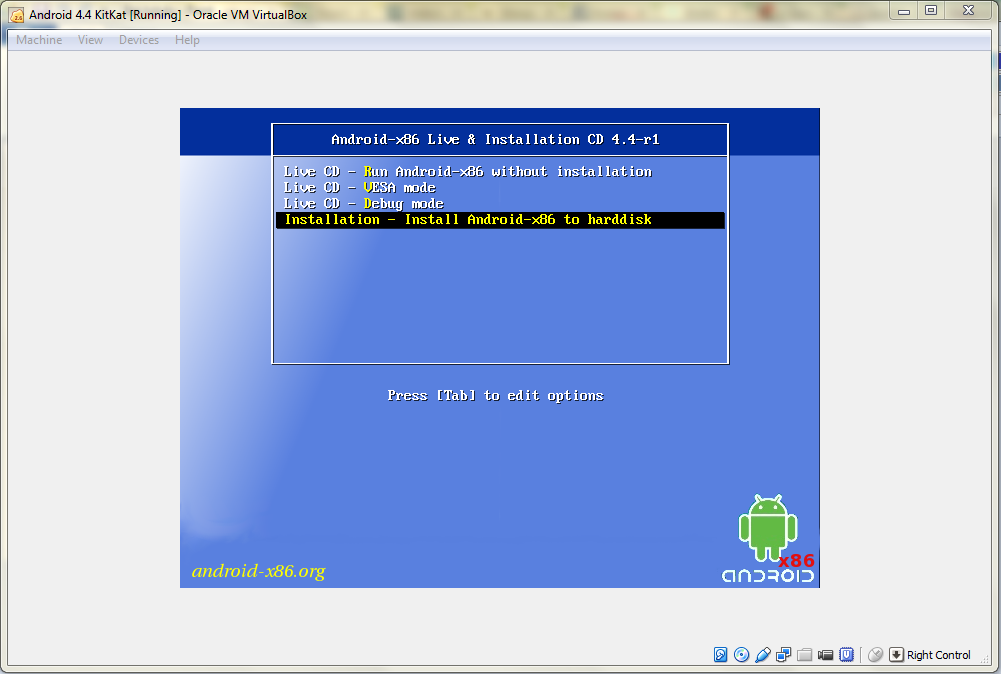 Android 4.4 KitKat [Running] - Oracle VM VirtualBox
Machine View Devices Help
Android-x86 Live & Installation CD 4.4-r1
Live CD - Run Android-x86 without installation
Live CD - VESA mode
Live CD - Debug mode
Installation - Install Android-x86 to harddisk
Press [Tab] to edit options
x86
android-x86.org
ANDROID
Right Control